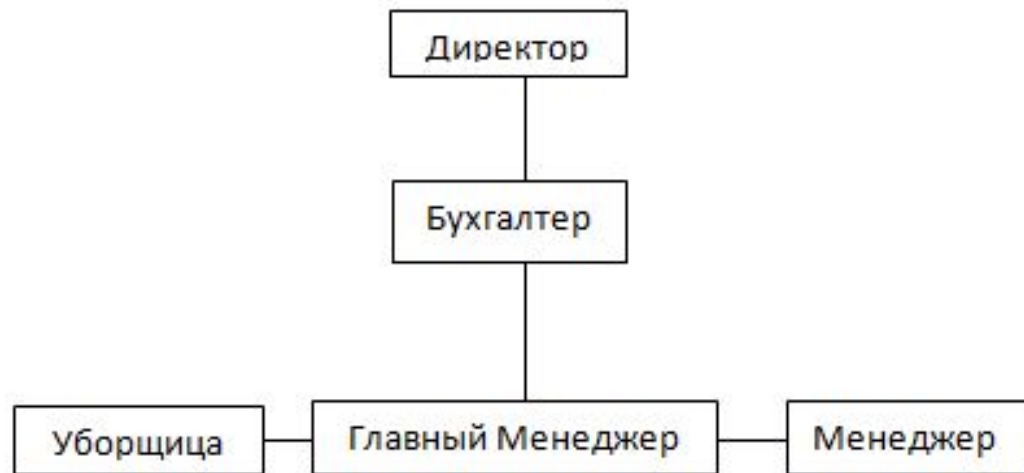 Директор
Бухгалтер
Уборщица
Главный Менеджер
Менеджер